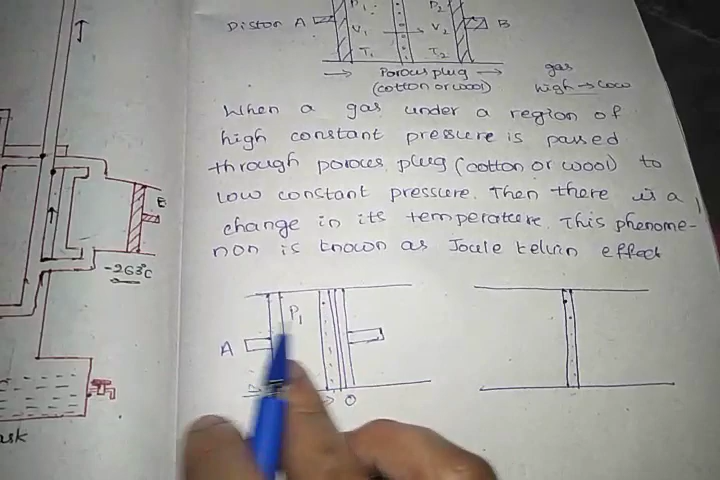 P1 P2
Piston A V1 V2 B
T1 T2
Porous plug
(cotton or wool)
gas
high → low
When a gas under a region of
high constant pressure is passed
through porous plug (cotton or wool) to
low constant pressure. Then there is a
change in its temperature. This phenome-
non is known as Joule kelvin effect
B
-263°C
P1
A
0
ask